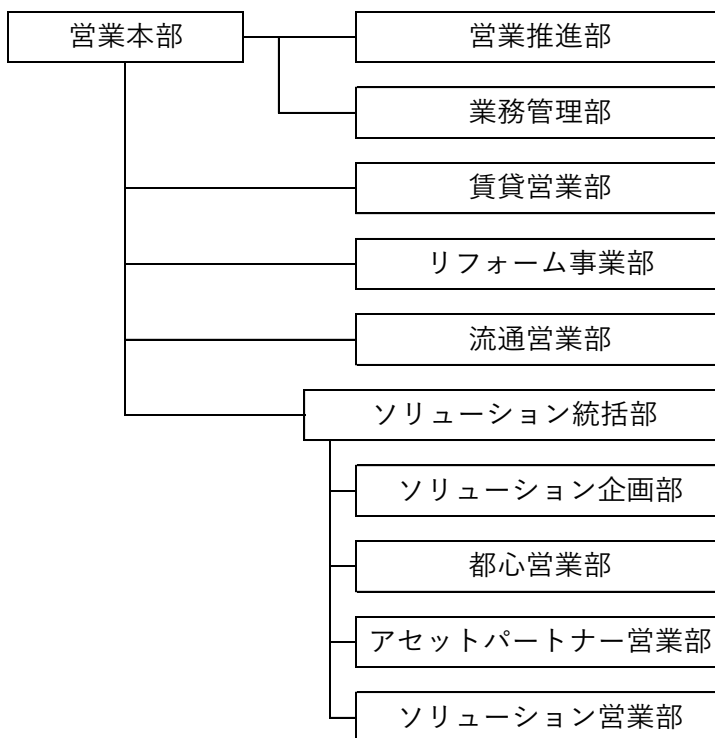 営業本部
営業推進部
業務管理部
賃貸営業部
リフォーム事業部
流通営業部
ソリューション統括部
ソリューション企画部
都心営業部
アセットパートナー営業部
ソリューション営業部